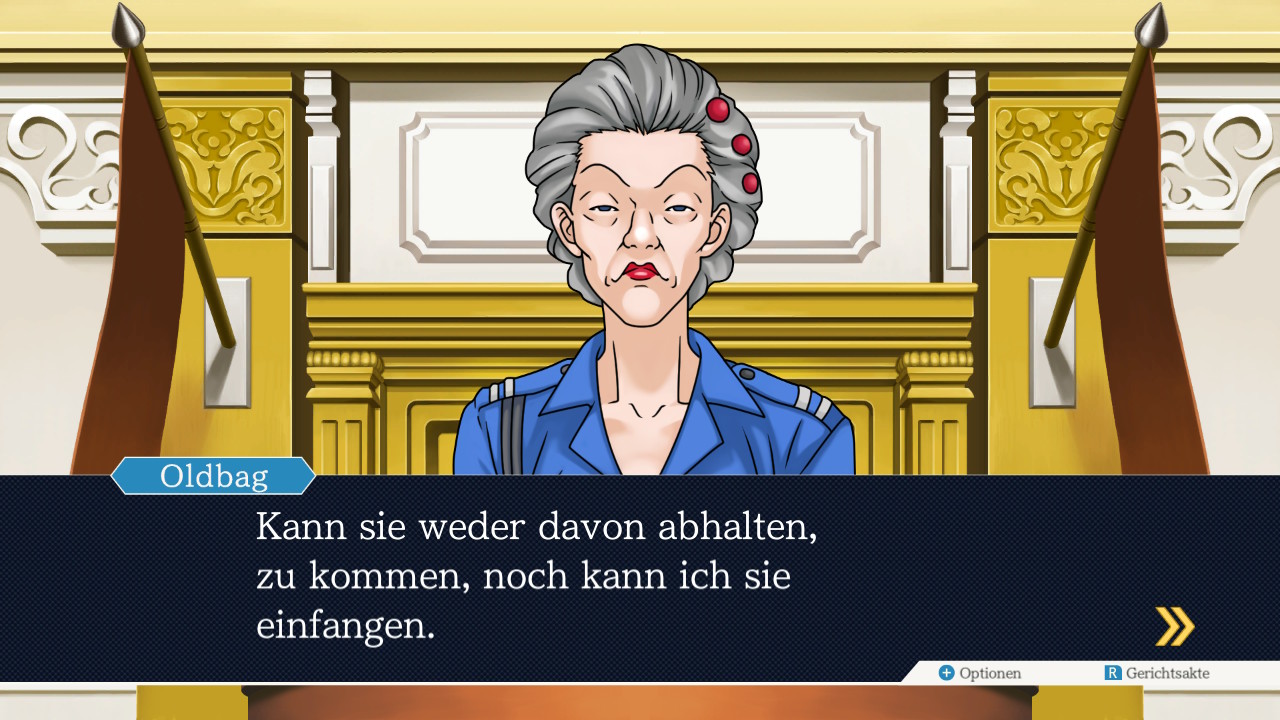 Oldbag
Kann sie weder davon abhalten,
zu kommen, noch kann ich sie
einfangen.
+ Optionen
R Gerichtsakte